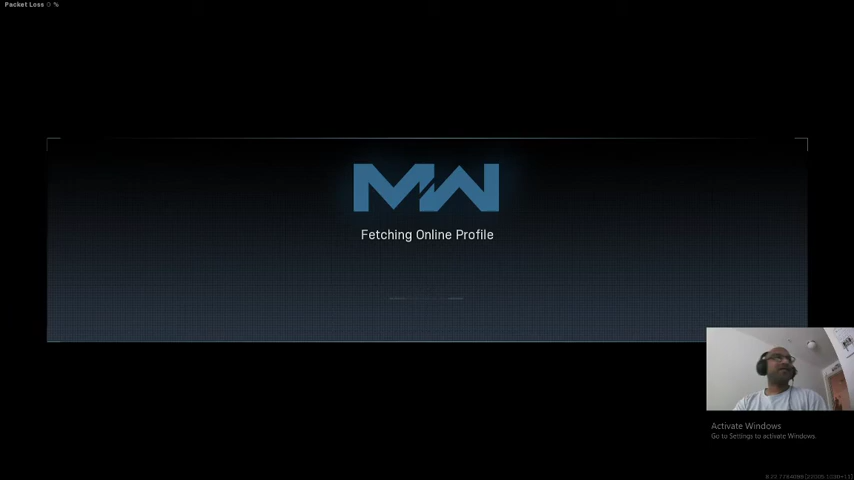 Packet Loss 0 %
MW
Fetching Online Profile
Activate Windows
Go to Settings to activate Windows.